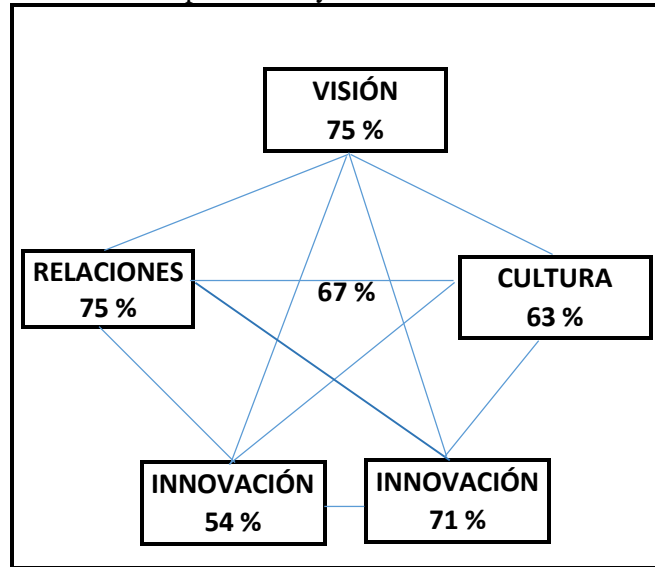 VISIÓN
75 %
RELACIONES
75 %
67 %
CULTURA
63 %
INNOVACIÓN
54 %
INNOVACIÓN
71 %